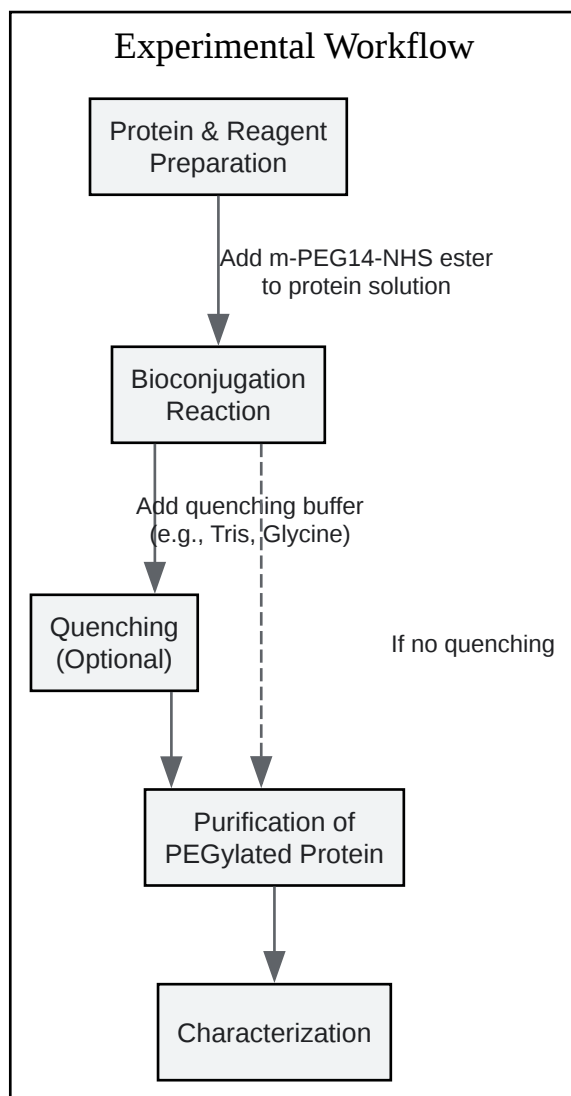 Experimental Workflow
Protein & Reagent
Preparation
Add m-PEG14-NHS ester
to protein solution
Bioconjugation
Reaction
Add quenching buffer
(e.g., Tris, Glycine)
Quenching
(Optional)
If no quenching
Purification of
PEGylated Protein
Characterization